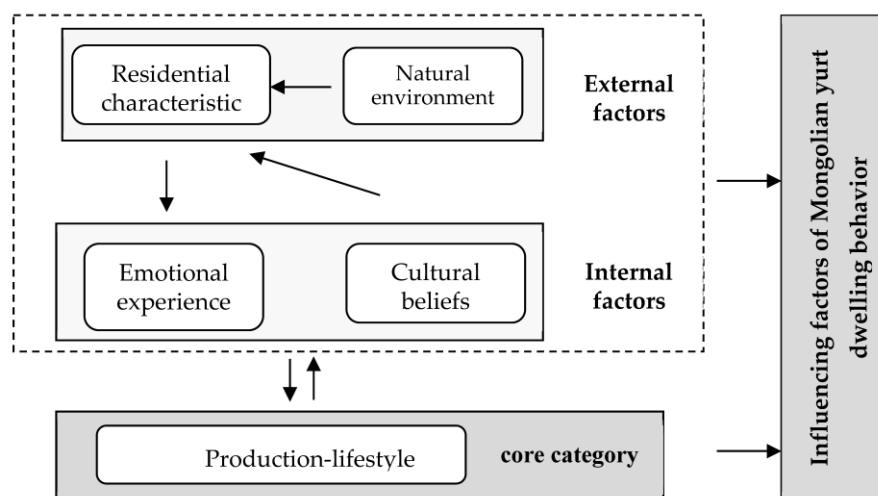 Residential
characteristic
Natural
environment
External
factors
Emotional
experience
Cultural
beliefs
Internal
factors
Production-lifestyle
core category
Influencing factors of Mongolian yurt
dwelling behavior